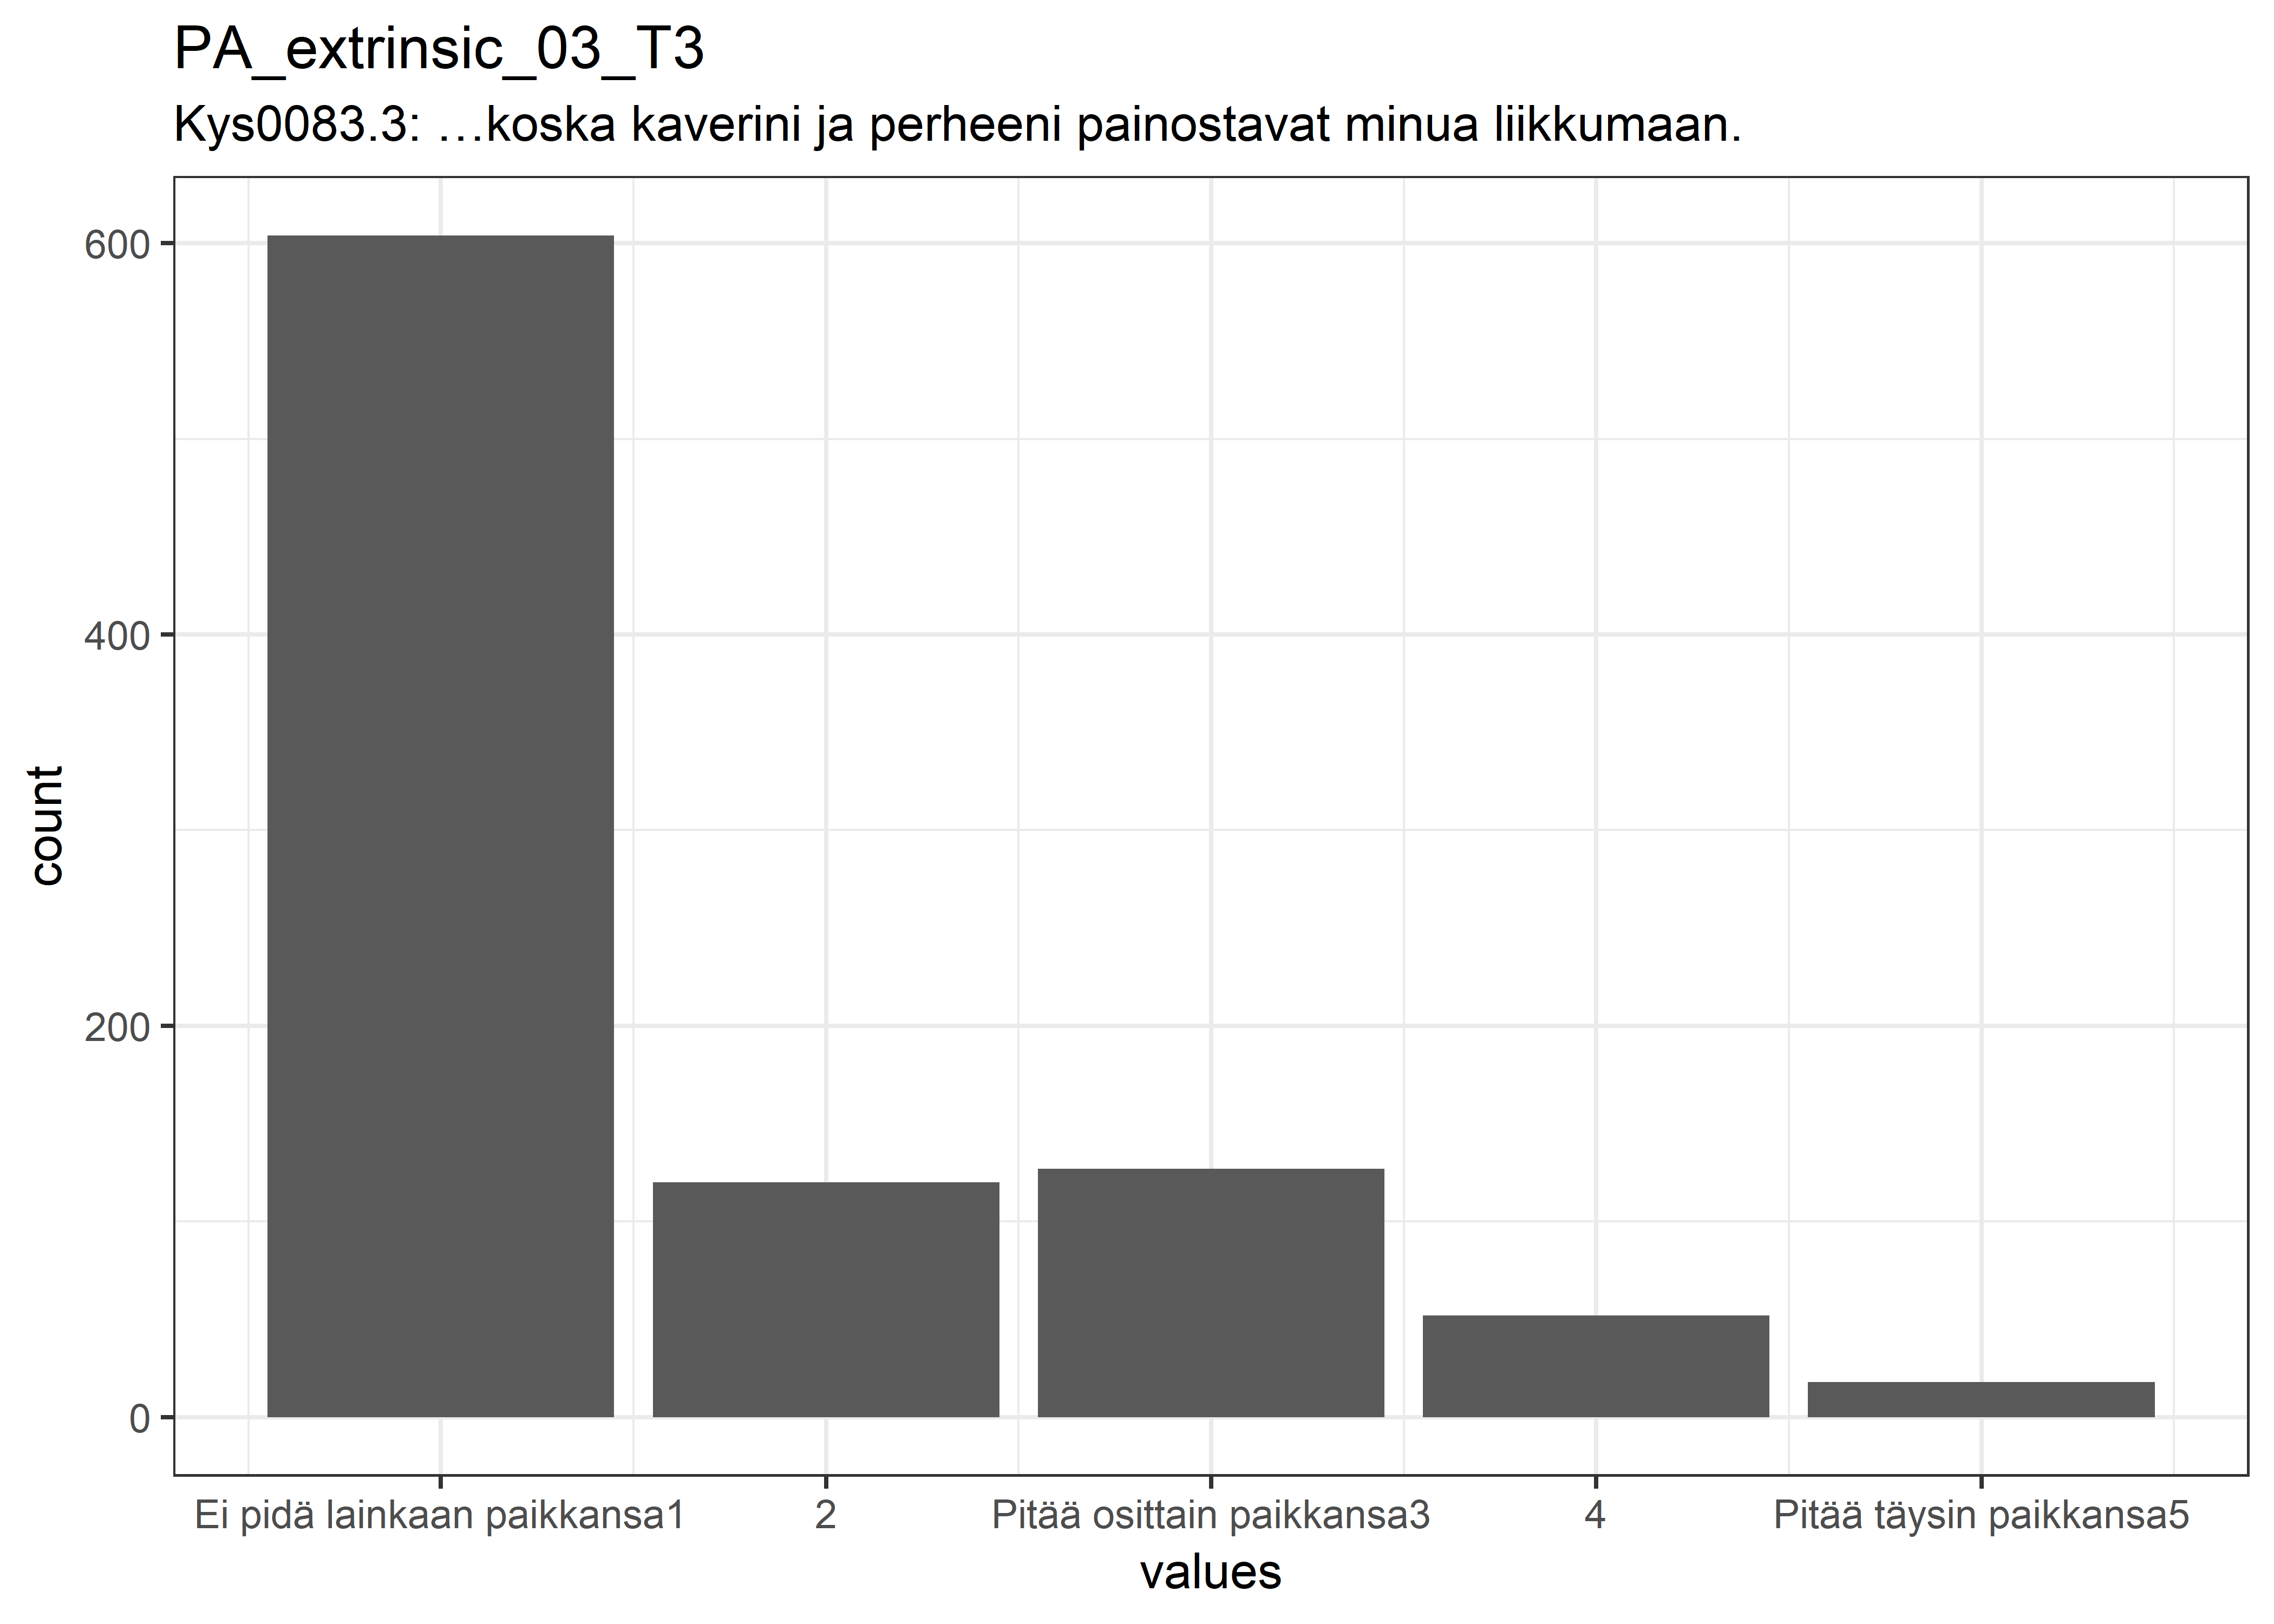 PA_extrinsic_03_T3
Kys0083.3: …koska kaverini ja perheeni painostavat minua liikkumaan.
600
400
200
0
count
Ei pidä lainkaan paikkansa1 2 Pitää osittain paikkansa3 4 Pitää täysin paikkansa5
values